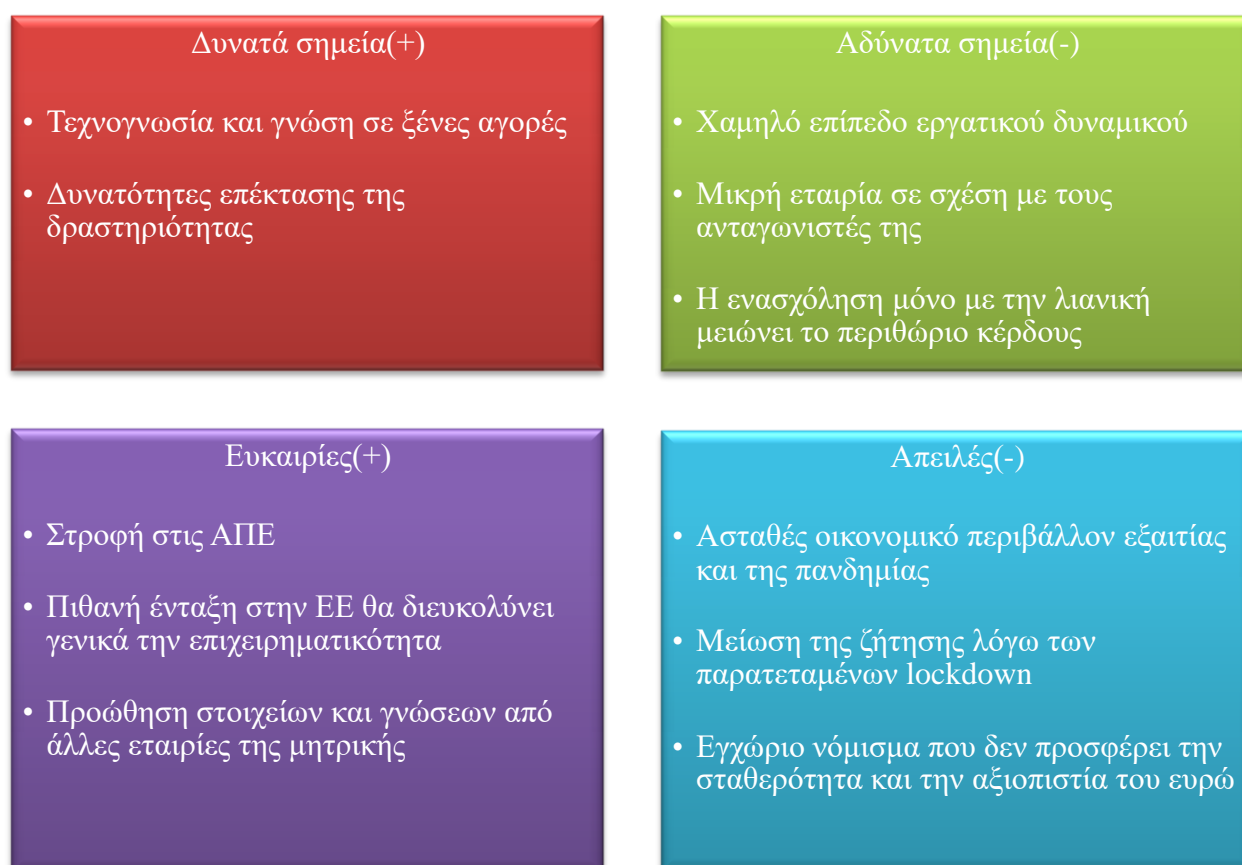 Δυνατά σημεία(+)
• Τεχνογνωσία και γνώση σε ξένες αγορές
• Δυνατότητες επέκτασης της
δραστηριότητας
Αδύνατα σημεία(-)
• Χαμηλό επίπεδο εργατικού δυναμικού
• Μικρή εταιρία σε σχέση με τους
ανταγωνιστές της
• Η ενασχόληση μόνο με την λιανική
μειώνει το περιθώριο κέρδους
Ευκαιρίες(+)
• Στροφή στις ΑΠΕ
• Πιθανή ένταξη στην ΕΕ θα διευκολύνει
γενικά την επιχειρηματικότητα
• Προώθηση στοιχείων και γνώσεων από
άλλες εταιρίες της μητρικής
Απειλές(-)
• Ασταθές οικονομικό περιβάλλον εξαιτίας
και της πανδημίας
• Μείωση της ζήτησης λόγω των
παρατεταμένων lockdown
• Εγχώριο νόμισμα που δεν προσφέρει την
σταθερότητα και την αξιοπιστία του ευρώ